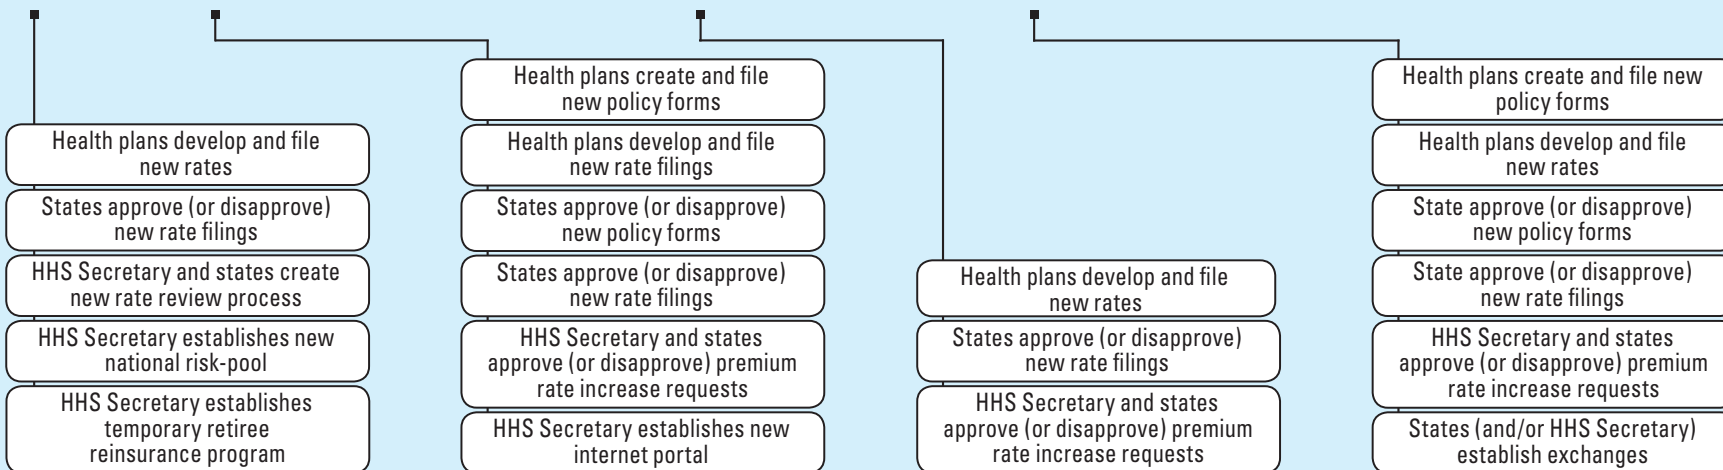 Health plans develop and file
new rates
States approve (or disapprove)
new rate filings
HHS Secretary and states create
new rate review process
HHS Secretary establishes new
national risk-pool
HHS Secretary establishes
temporary retiree
reinsurance program
Health plans create and file
new policy forms
Health plans develop and file
new rate filings
States approve (or disapprove)
new policy forms
States approve (or disapprove)
new rate filings
HHS Secretary and states
approve (or disapprove) premium
rate increase requests
HHS Secretary establishes new
internet portal
Health plans develop and file
new rates
States approve (or disapprove)
new rate filings
HHS Secretary and states
approve (or disapprove) premium
rate increase requests
Health plans create and file new
policy forms
Health plans develop and file
new rates
State approve (or disapprove)
new policy forms
State approve (or disapprove)
new rate filings
HHS Secretary and states
approve (or disapprove) premium
rate increase requests
States (and/or HHS Secretary)
establish exchanges